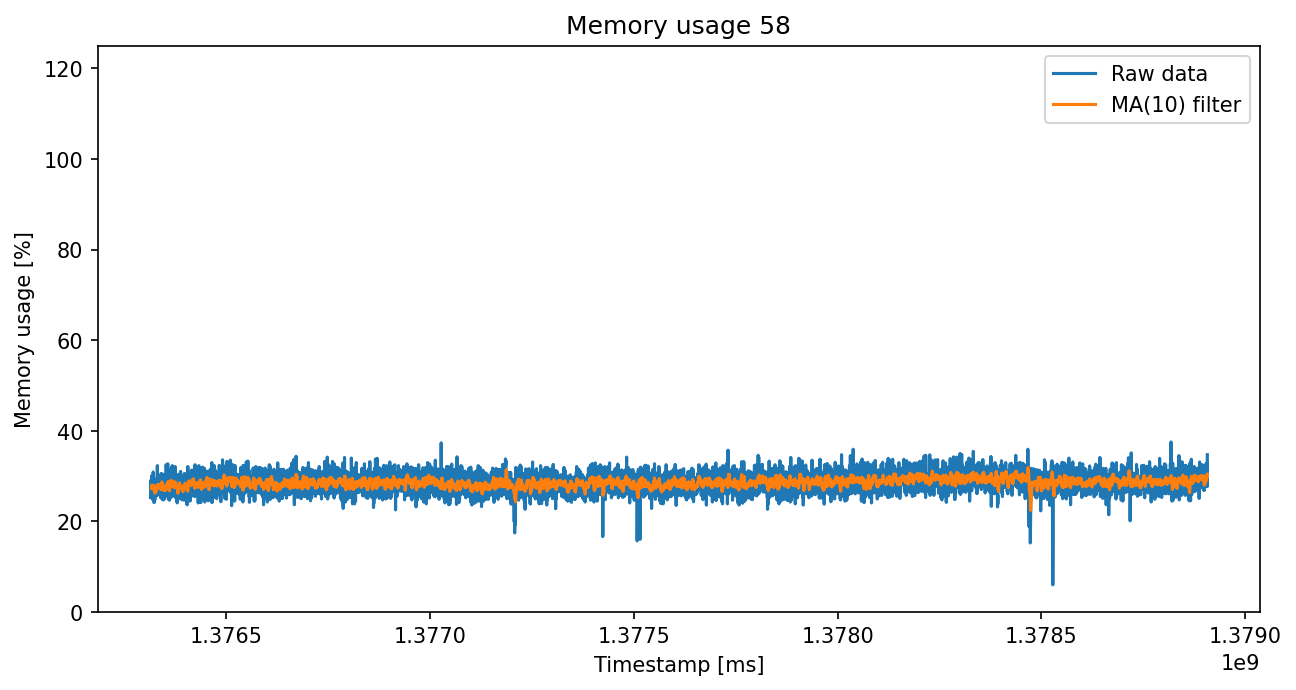 Memory usage 58
Raw data
MA(10) filter
120
100
80
60
40
20
0
Memory usage [%]
1.3765 1.3770 1.3775 1.3780 1.3785 1.3790
1e9
Timestamp [ms]